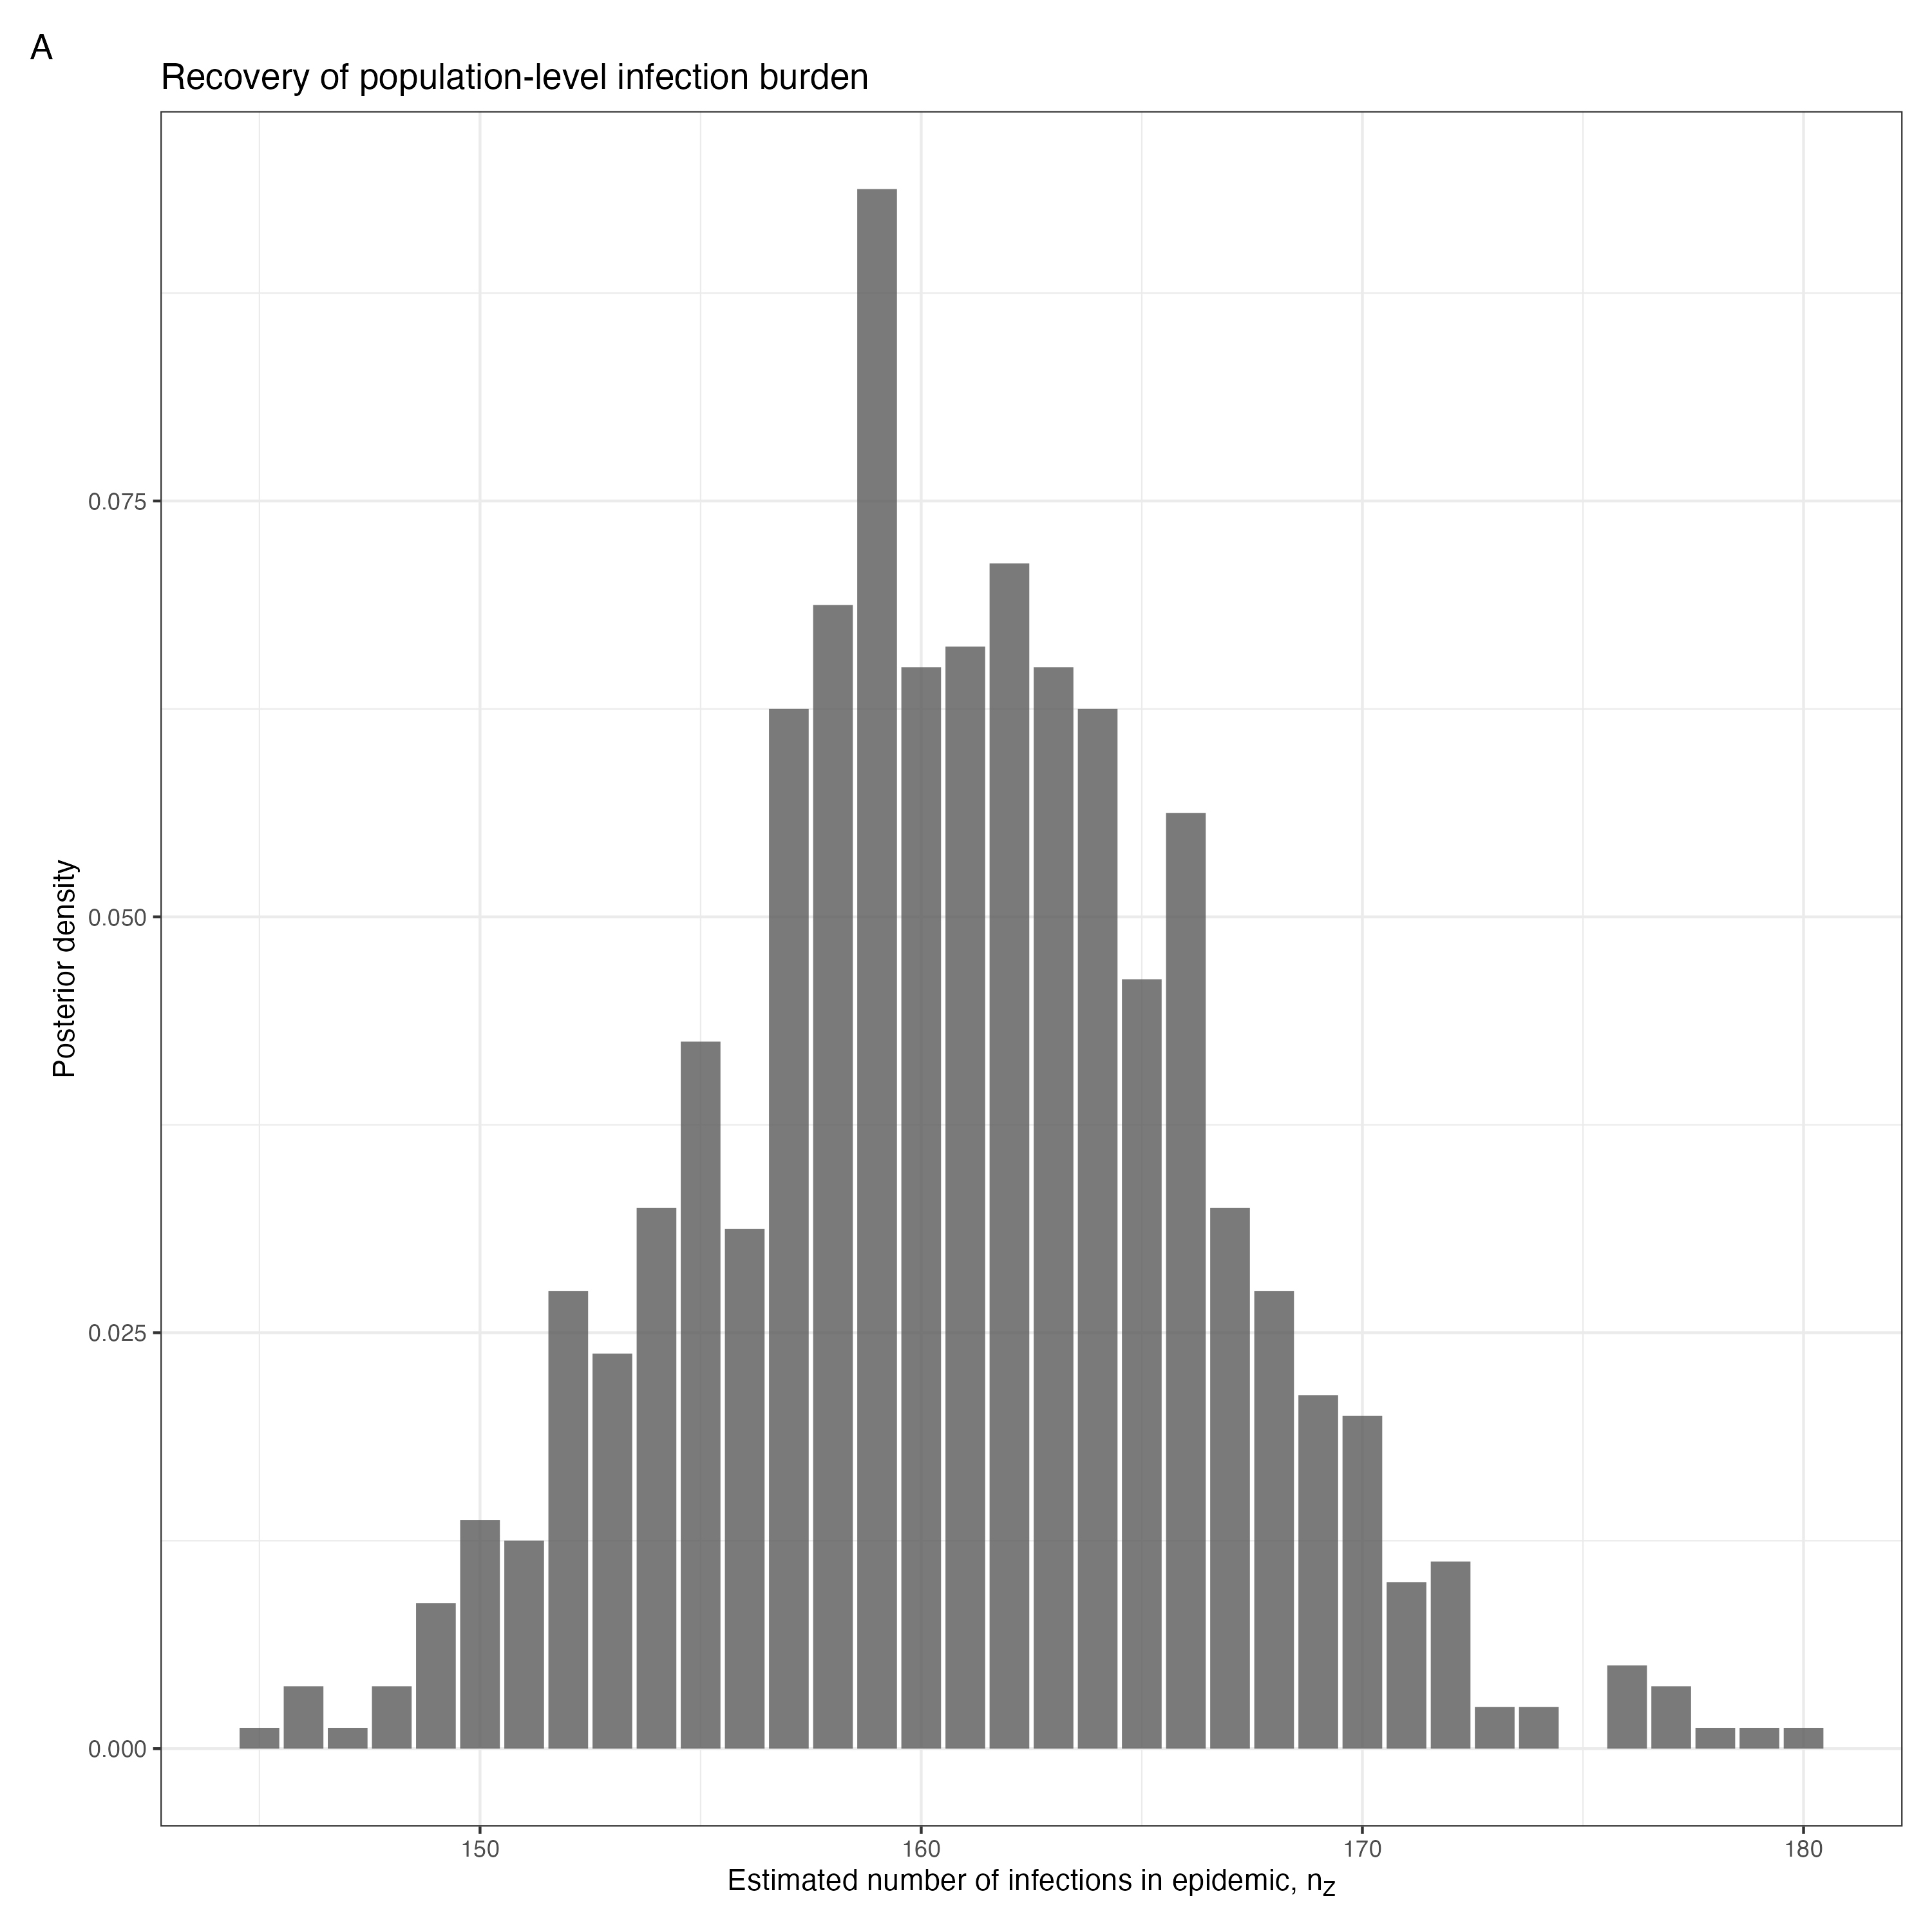 A
Recovery of population-level infection burden
Posterior density
0.075
0.050
0.025
0.000
150 160 170 180
Estimated number of infections in epidemic, nZ